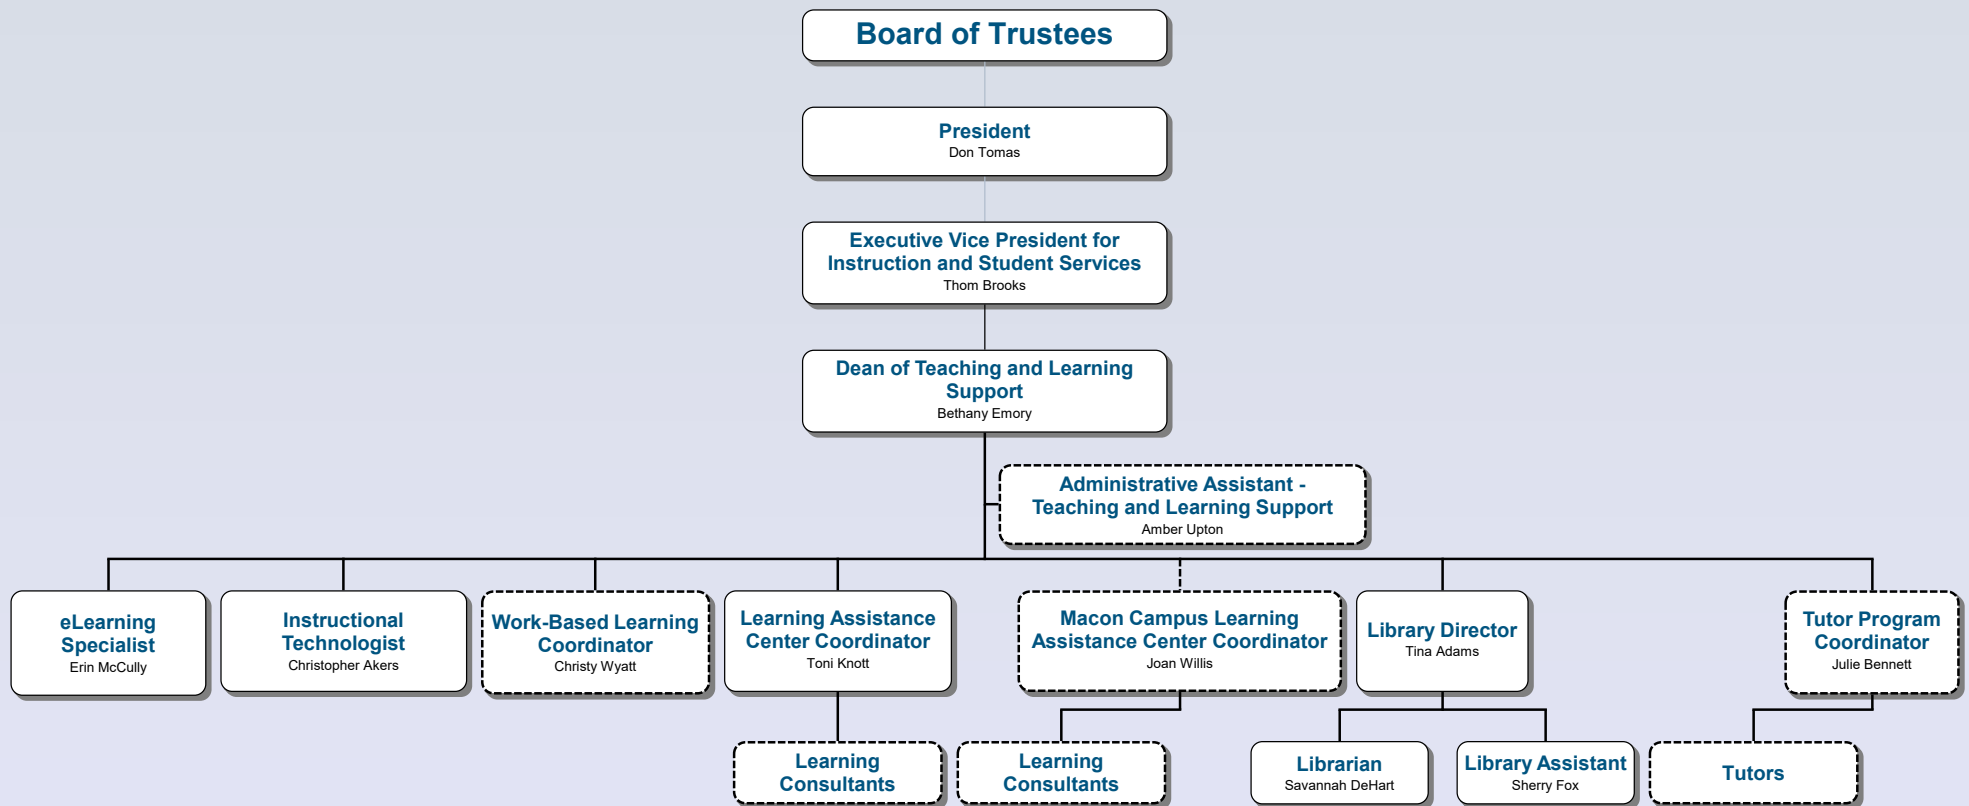 Board of Trustees
President
Don Tomas
Executive Vice President for
Instruction and Student Services
Thom Brooks
Dean of Teaching and Learning
Support
Bethany Emory
Administrative Assistant -
Teaching and Learning Support
Amber Upton
eLearning
Specialist
Erin McCully
Instructional
Technologist
Christopher Akers
Work-Based Learning
Coordinator
Christy Wyatt
Learning Assistance
Center Coordinator
Toni Knott
Macon Campus Learning
Assistance Center Coordinator
Joan Willis
Library Director
Tina Adams
Tutor Program
Coordinator
Julie Bennett
Learning
Consultants
Learning
Consultants
Librarian
Savannah DeHart
Library Assistant
Sherry Fox
Tutors